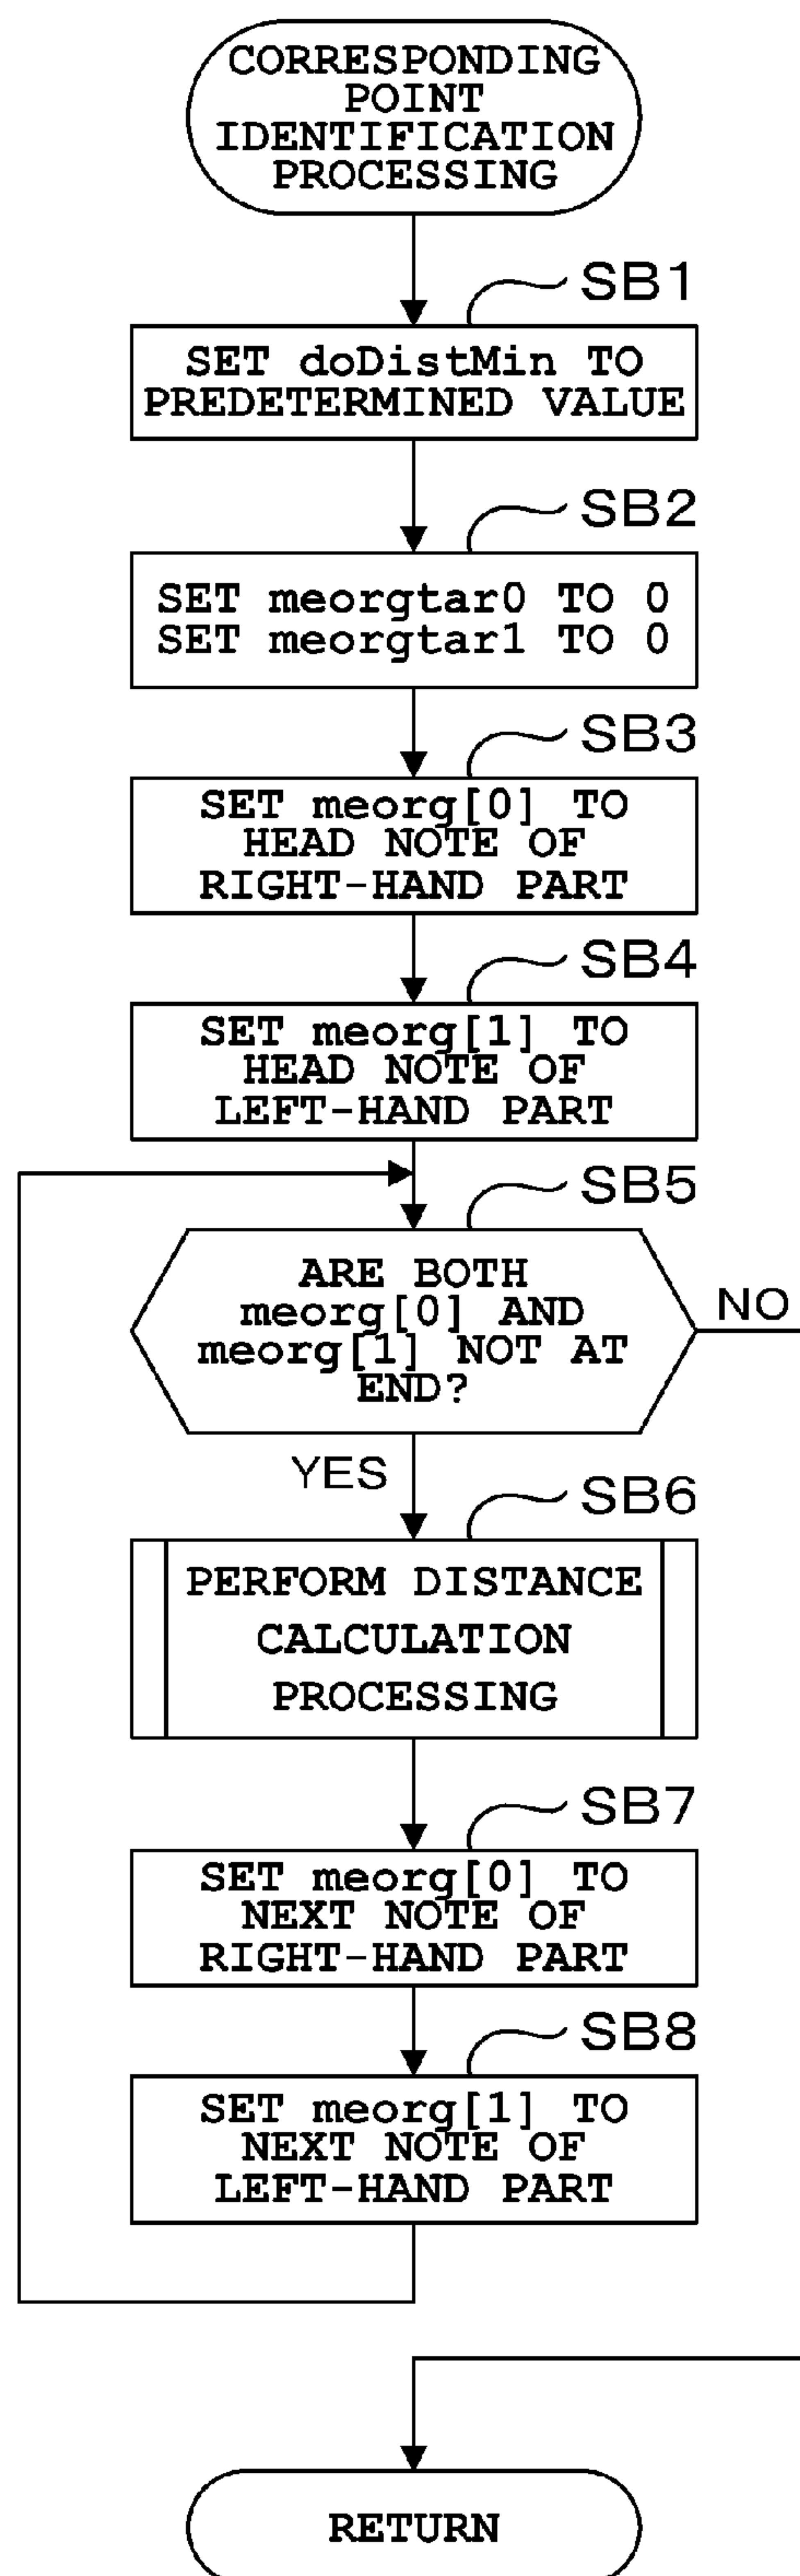 CORRESPONDING
POINT
IDENTIFICATION
PROCESSING
SB1
SET doDistMin TO
PREDETERMINED VALUE
SB2
SET meorgtar0 TO 0
SET meorgtar1 TO 0
SB3
SET meorg[0] TO
HEAD NOTE OF
RIGHT-HAND PART
SB4
SET meorg[1] TO
HEAD NOTE OF
LEFT-HAND PART
SB5
ARE BOTH
meorg[0] AND
meorg[1] NOT AT
END?
NO
YES
SB6
PERFORM DISTANCE
CALCULATION
PROCESSING
SB7
SET meorg[0] TO
NEXT NOTE OF
RIGHT-HAND PART
SB8
SET meorg[1] TO
NEXT NOTE OF
LEFT-HAND PART
RETURN